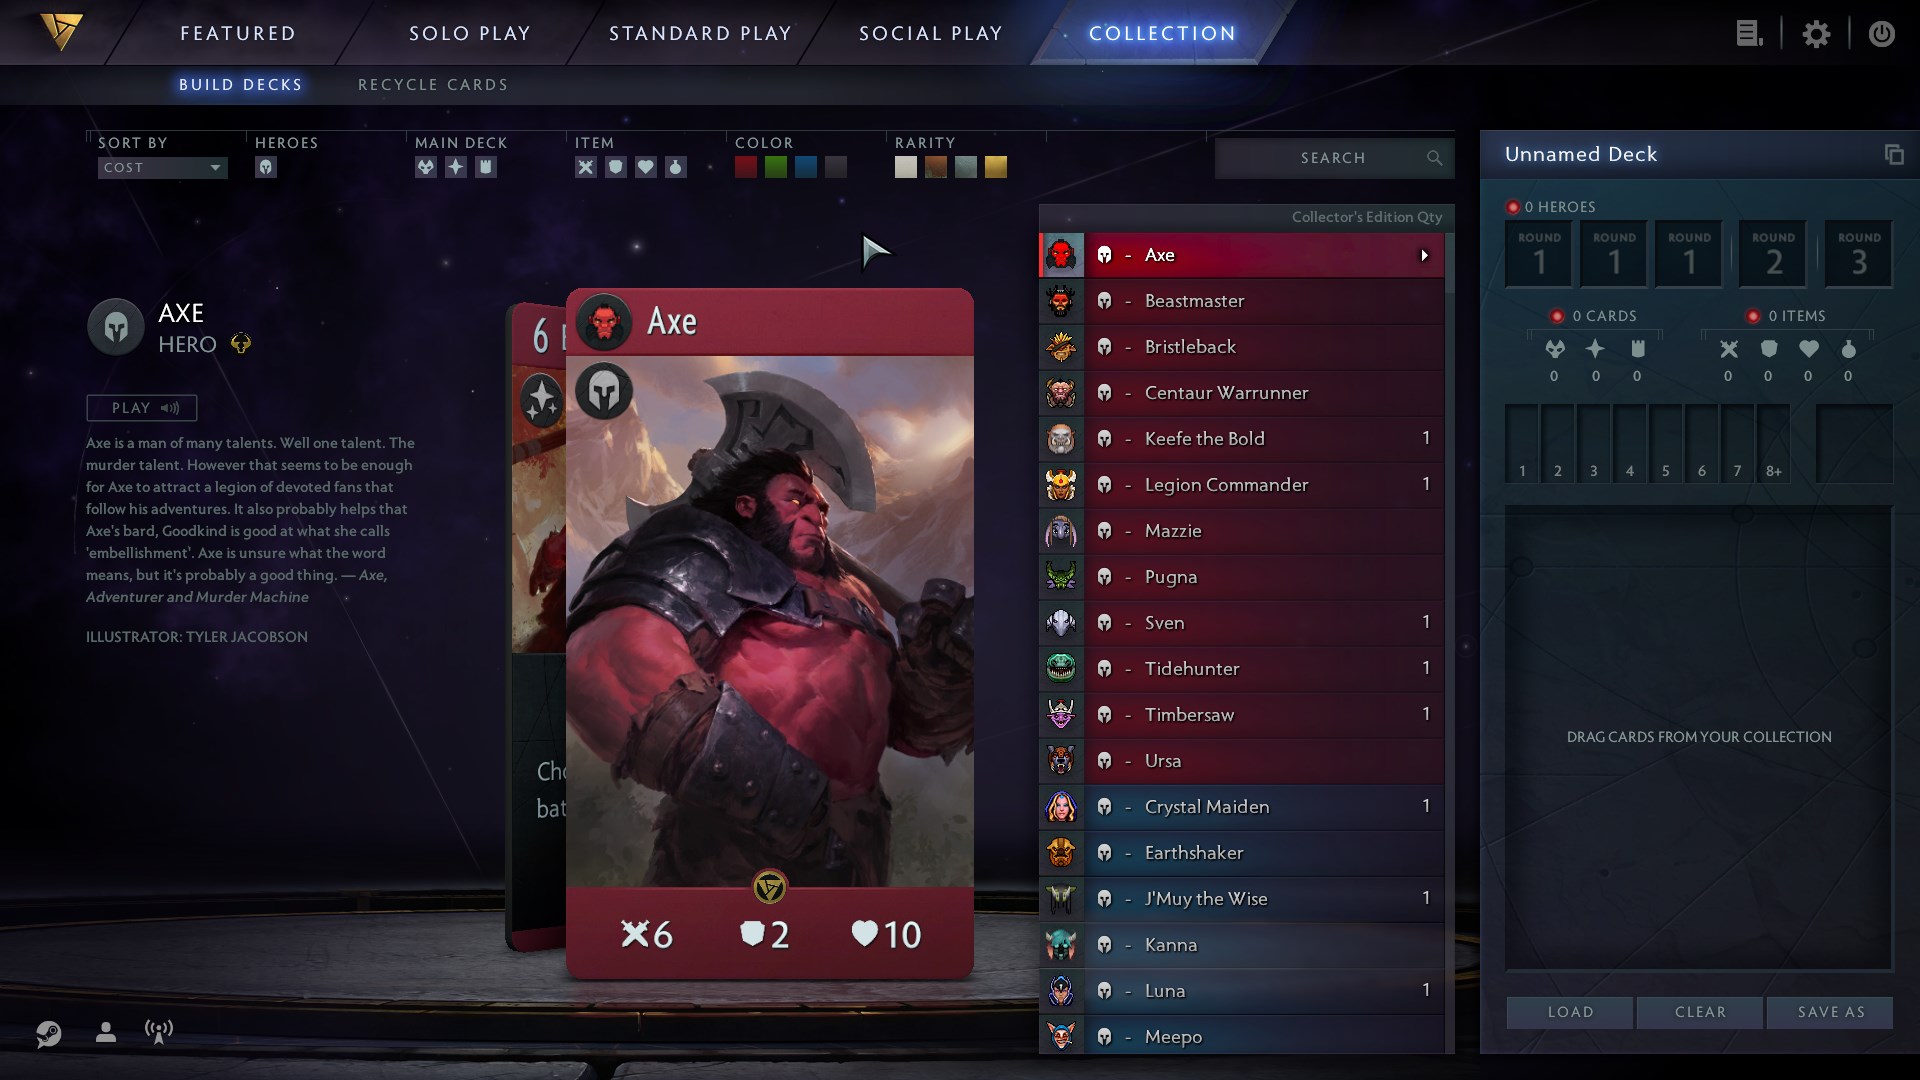 FEATURED
SOLO PLAY
STANDARD PLAY
SOCIAL PLAY
COLLECTION
BUILD DECKS
RECYCLE CARDS
SORT BY
COST
HEROES
MAIN DECK
ITEM
COLOR
RARITY
SEARCH
AXE
HERO
PLAY
Axe is a man of many talents. Well one talent. The
murder talent. However that seems to be enough
for Axe to attract a legion of devoted fans that
follow his adventures. It also probably helps that
Axe's bard, Goodkind is good at what she calls
'embellishment'. Axe is unsure what the word
means, but it's probably a good thing. — Axe,
Adventurer and Murder Machine
ILLUSTRATOR: TYLER JACOBSON
6
Axe
6 2 10
Collector's Edition Qty
- Axe
- Beastmaster
- Bristleback
- Centaur Warrunner
- Keefe the Bold 1
- Legion Commander 1
- Mazzie
- Pugna
- Sven 1
- Tidehunter 1
- Timbersaw 1
- Ursa
- Crystal Maiden 1
- Earthshaker
- J'Muy the Wise 1
- Kanna
- Luna 1
- Meepo
Unnamed Deck
0 HEROES
ROUND 1
ROUND 1
ROUND 1
ROUND 2
ROUND 3
0 CARDS
0 0 0
0 ITEMS
0 0 0 0
1 2 3 4 5 6 7 8+
DRAG CARDS FROM YOUR COLLECTION
LOAD
CLEAR
SAVE AS